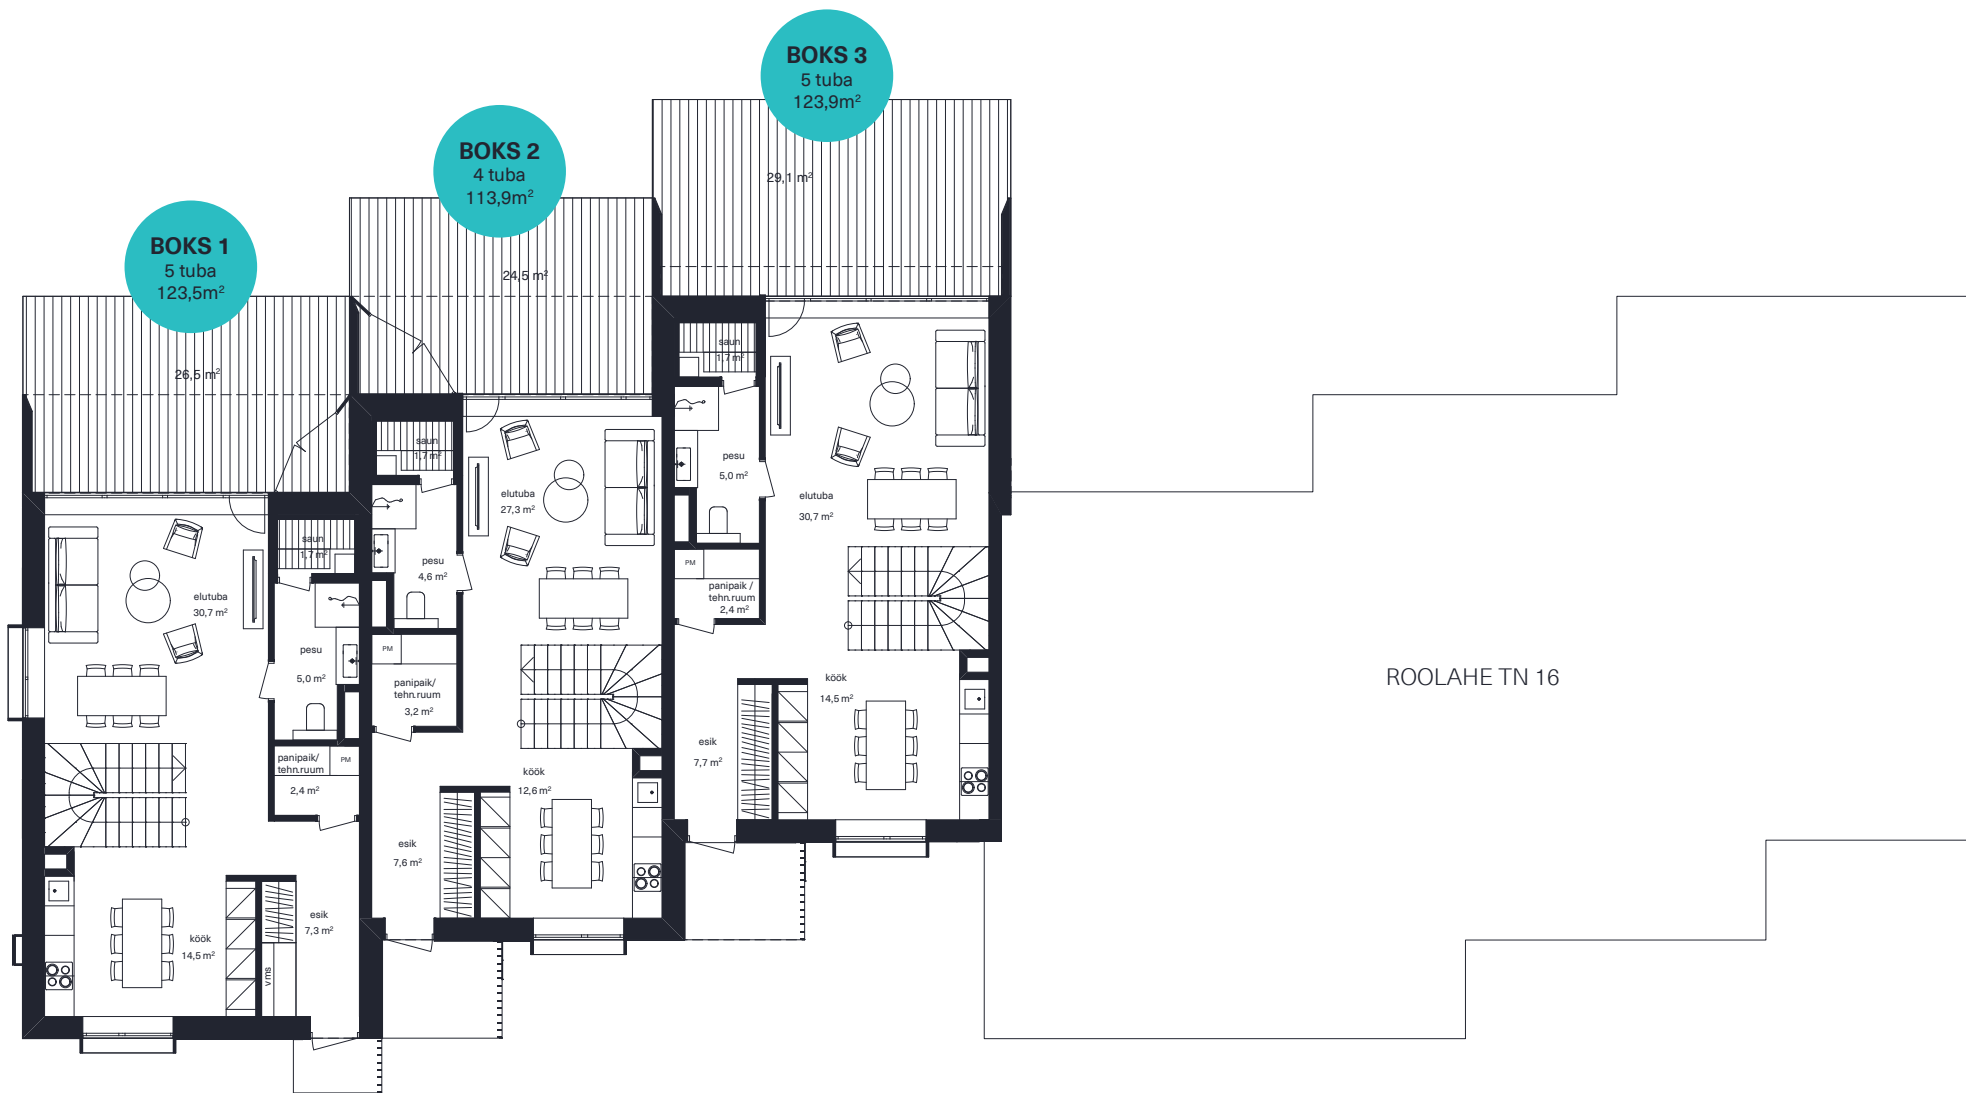 BOKS 1
5 tuba
123,5m²
26,5 m²
saun
1,7 m²
elutuba
30,7 m²
pesu
5,0 m²
panipaik/
tehn.ruum
PM
2,4 m²
esik
7,3 m²
köök
14,5 m²
vms
BOKS 2
4 tuba
113,9m²
24,5 m²
saun
1,7 m²
elutuba
27,3 m²
pesu
4,6 m²
PM
panipaik/
tehn.ruum
3,2 m²
köök
12,6 m²
esik
7,6 m²
BOKS 3
5 tuba
123,9m²
29,1 m²
saun
1,7 m²
pesu
5,0 m²
elutuba
30,7 m²
PM
panipaik /
tehn.ruum
2,4 m²
köök
14,5 m²
esik
7,7 m²
ROOLAHE TN 16